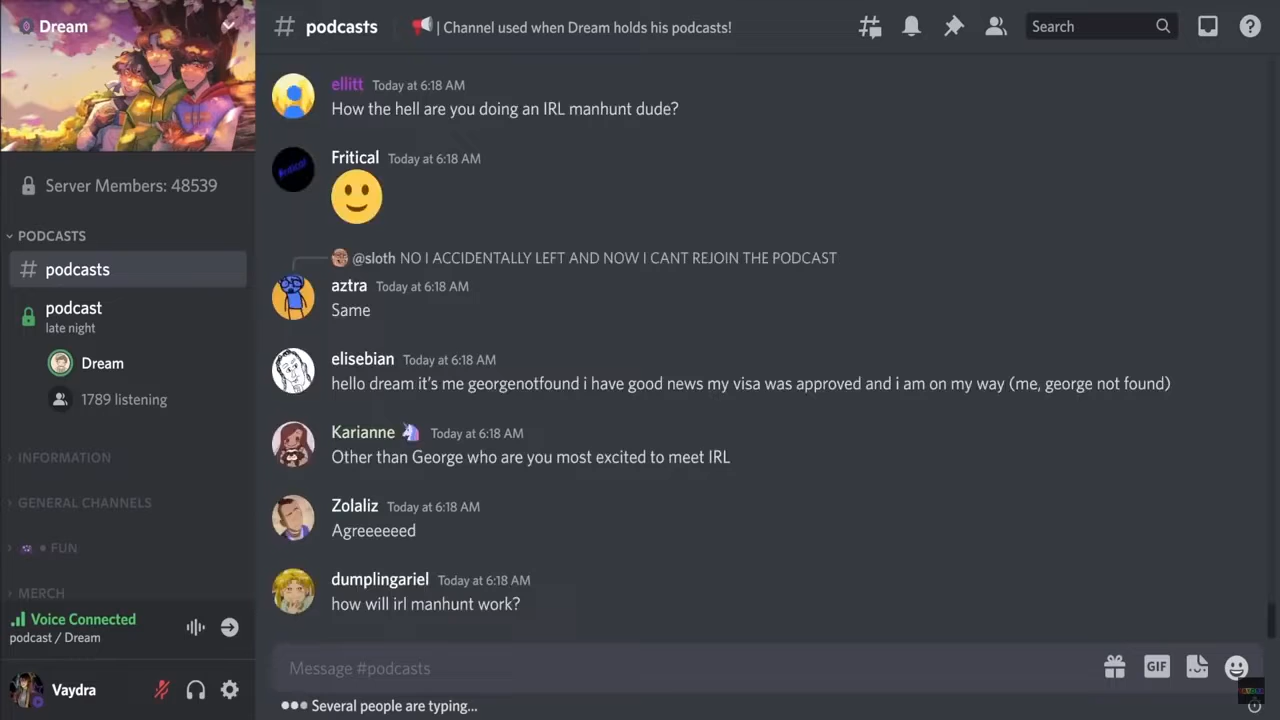 Dream
podcasts
| Channel used when Dream holds his podcasts!
Search
Server Members: 48539
PODCASTS
podcasts
podcast
late night
Dream
1789 listening
INFORMATION
GENERAL CHANNELS
FUN
MERCH
Voice Connected
podcast / Dream
Vaydra
ellitt Today at 6:18 AM
How the hell are you doing an IRL manhunt dude?
Fritical Today at 6:18 AM
Fritical
@sloth NO I ACCIDENTALLY LEFT AND NOW I CANT REJOIN THE PODCAST
aztra Today at 6:18 AM
Same
elisebian Today at 6:18 AM
hello dream it's me georgenotfound i have good news my visa was approved and i am on my way (me, george not found)
Karianne Today at 6:18 AM
Other than George who are you most excited to meet IRL
Zolaliz Today at 6:18 AM
Agreeeeeed
dumplingariel Today at 6:18 AM
how will irl manhunt work?
Message #podcasts
GIF
Several people are typing...